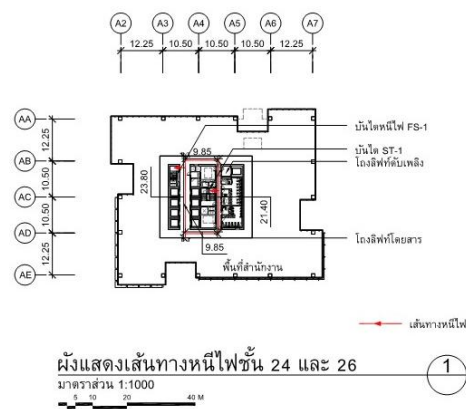 A2 A3 A4 A5 A6 A7
12.25 10.50 10.50 10.50 12.25
AA
AB
AC
AD
AE
12.25
10.50
10.50
12.25
9.85
23.80
21.40
9.85
บันไดหนีไฟ FS-1
บันได ST-1
โถงลิฟท์ดับเพลิง
โถงลิฟท์โดยสาร
พื้นที่สำนักงาน
เส้นทางหนีไฟ
ผังแสดงเส้นทางหนีไฟชั้น 24 และ 26
1
มาตราส่วน 1:1000
5 10 20 40 M